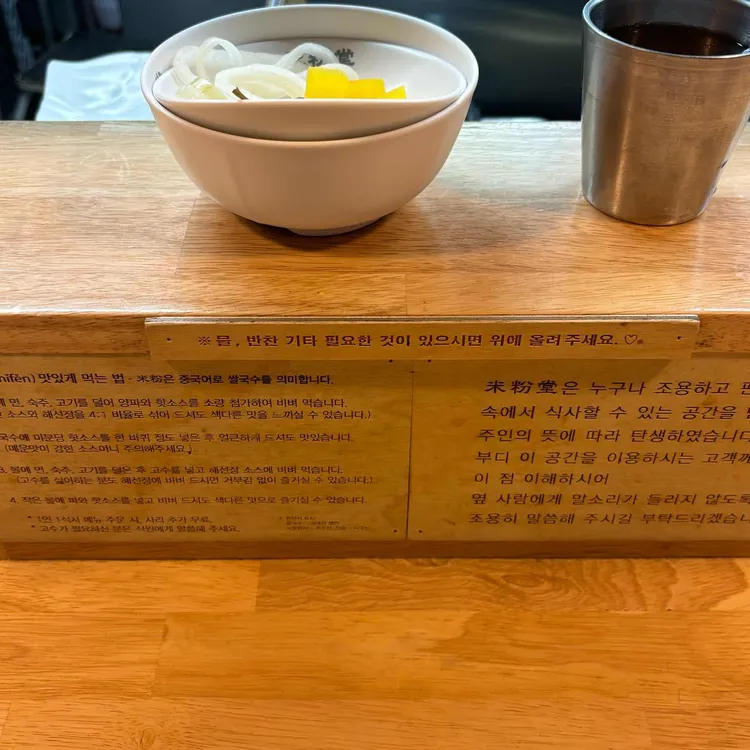 米粉堂
※ 물, 반찬 기타 필요한 것이 있으시면 위에 올려주세요. ♡
맛있게 먹는 법 : 米粉은 중국어로 쌀국수를 의미합니다.
면, 숙주, 고기를 덜어 양파와 핫소스를 소량 첨가하여 비벼 먹습니다.
소스와 해선장을 4:1 비율로 섞어 드셔도 색다른 맛을 느끼실 수 있습니다.)
국수에 미분당 핫소스를 한 바퀴 정도 넣은 후 얼큰하게 드셔도 맛있습니다.
(매운맛이 강한 소스이니 주의해주세요.)
3. 볼에 면, 숙주, 고기를 덜은 후 고수를 넣고 해선장 소스에 비벼 먹습니다.
(고수를 싫어하는 분도 해선장에 비벼 드시면 거부감 없이 즐기실 수 있습니다.)
4. 작은 볼에 파와 핫소스를 넣고 비벼 드셔도 색다른 맛으로 즐기실 수 있습니다.
* 1인 1식사 메뉴 주문 시, 사리 추가 무료.
* 고수가 필요하신 분은 직원에게 말씀해 주세요.
米粉堂은 누구나 조용하고
속에서 식사할 수 있는 공간을
주인의 뜻에 따라 탄생하였습니다
부디 이 공간을 이용하시는 고객께
이 점 이해하시어
옆 사람에게 말소리가 들리지 않도록
조용히 말씀해 주시길 부탁드리겠습니